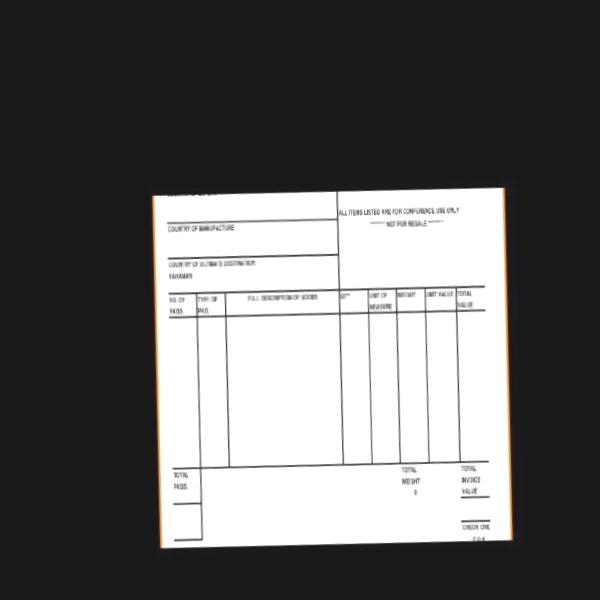 ALL ITEMS LISTED ARE FOR CONFERENCE USE ONLY
******* NOT FOR RESALE *******
COUNTRY OF MANUFACTURE
COUNTRY OF ULTIMATE DESTINATION
BAHAMAS
NO. OF PKGS. TYPE OF PKG. FULL DESCRIPTION OF GOODS QTY UNIT OF MEASURE WEIGHT UNIT VALUE TOTAL VALUE
TOTAL PKGS.
TOTAL WEIGHT
0
TOTAL INVOICE VALUE
CHECK ONE